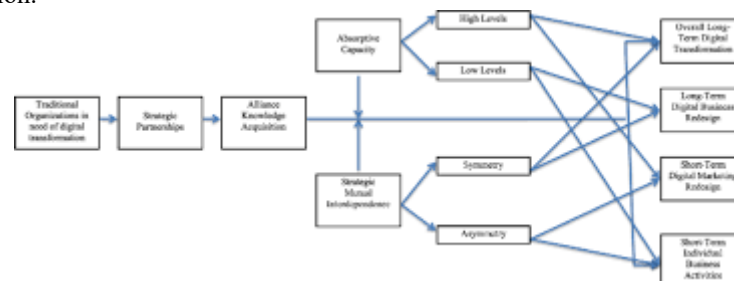 ion.
Traditional
Organizations in
need of digital
transformation
Strategic
Partnerships
Alliance
Knowledge
Acquisition
Absorptive
Capacity
Strategic
Mutual
Interdependence
High Levels
Low Levels
Symmetry
Asymmetry
Overall Long-
Term Digital
Transformation
Long-Term
Digital Business
Redesign
Short-Term
Digital Marketing
Redesign
Short-Term
Individual
Business
Activities